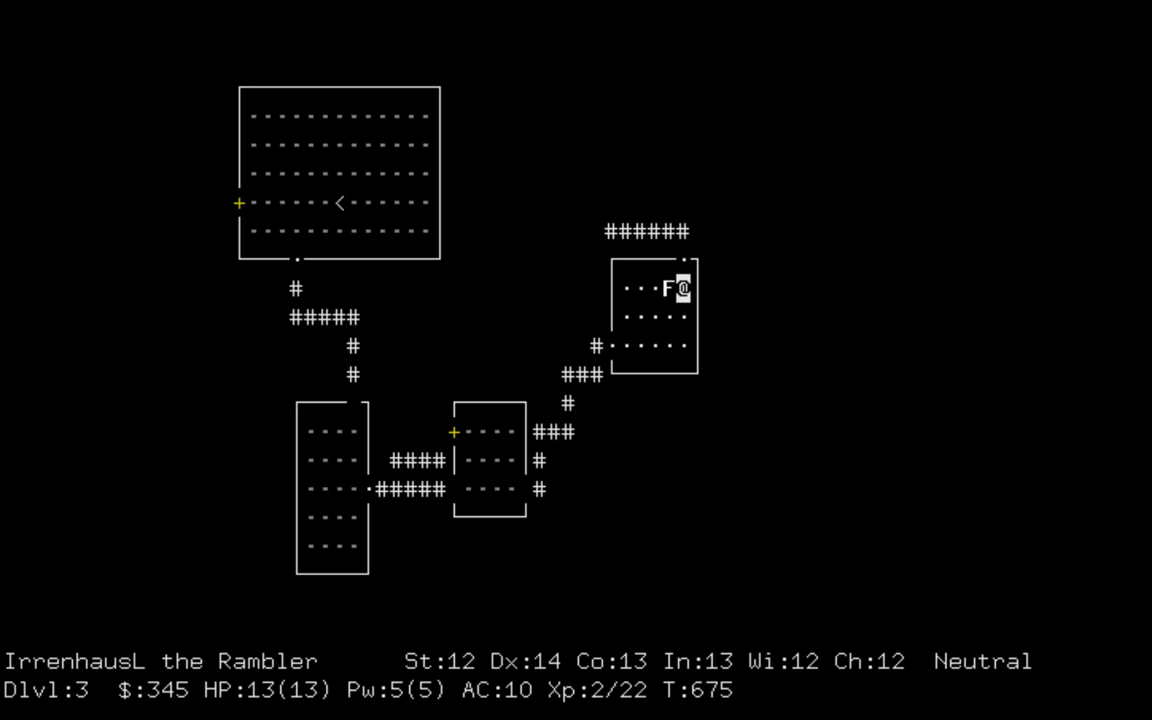 + - - - - - - < - - - - - -
######
. . . F @
#
#####
. . . . .
#
# . . . . . .
#
###
#
+ - - - -
###
- - - -
####
- - - -
#
- - - - .
#####
- - - -
#
IrrenhausL the Rambler St:12 Dx:14 Co:13 In:13 Wi:12 Ch:12 Neutral
Dlvl:3 $:345 HP:13(13) Pw:5(5) AC:10 Xp:2/22 T:675